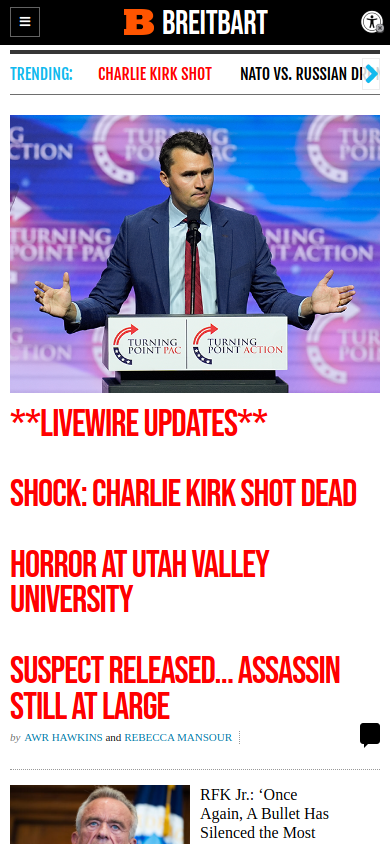 B BREITBART
TRENDING: CHARLIE KIRK SHOT NATO VS. RUSSIAN
TURNING
TURNING
CTION
POINT ACTION
TURNING
POINT PAC
TURNING
POINT ACTION
**LIVEWIRE UPDATES**
SHOCK: CHARLIE KIRK SHOT DEAD
HORROR AT UTAH VALLEY
UNIVERSITY
SUSPECT RELEASED... ASSASSIN
STILL AT LARGE
by AWR HAWKINS and REBECCA MANSOUR
RFK Jr.: ‘Once
Again, A Bullet Has
Silenced the Most